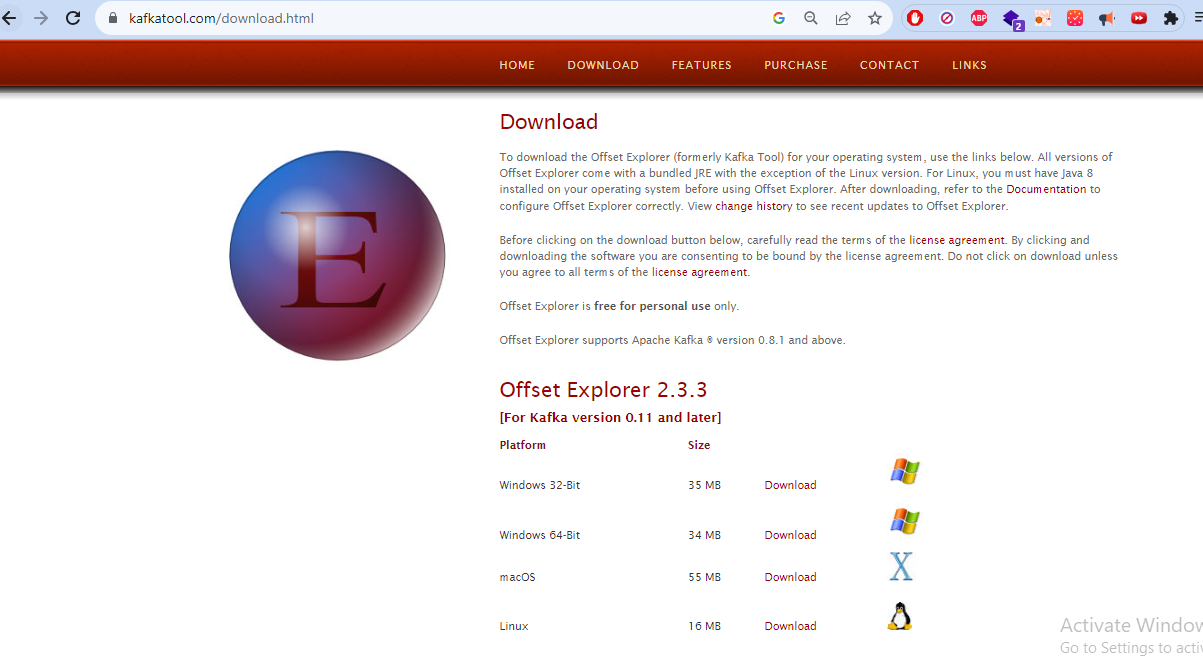 kafkatool.com/download.html
G
ABP
2
HOME DOWNLOAD FEATURES PURCHASE CONTACT LINKS
Download
To download the Offset Explorer (formerly Kafka Tool) for your operating system, use the links below. All versions of
Offset Explorer come with a bundled JRE with the exception of the Linux version. For Linux, you must have Java 8
installed on your operating system before using Offset Explorer. After downloading, refer to the Documentation to
configure Offset Explorer correctly. View change history to see recent updates to Offset Explorer.
Before clicking on the download button below, carefully read the terms of the license agreement. By clicking and
downloading the software you are consenting to be bound by the license agreement. Do not click on download unless
you agree to all terms of the license agreement.
Offset Explorer is free for personal use only.
Offset Explorer supports Apache Kafka ® version 0.8.1 and above.
E
Offset Explorer 2.3.3
[For Kafka version 0.11 and later]
Platform Size
Windows 32-Bit 35 MB Download
Windows 64-Bit 34 MB Download
macOS 55 MB Download
X
Linux 16 MB Download
Activate Window
Go to Settings to acti